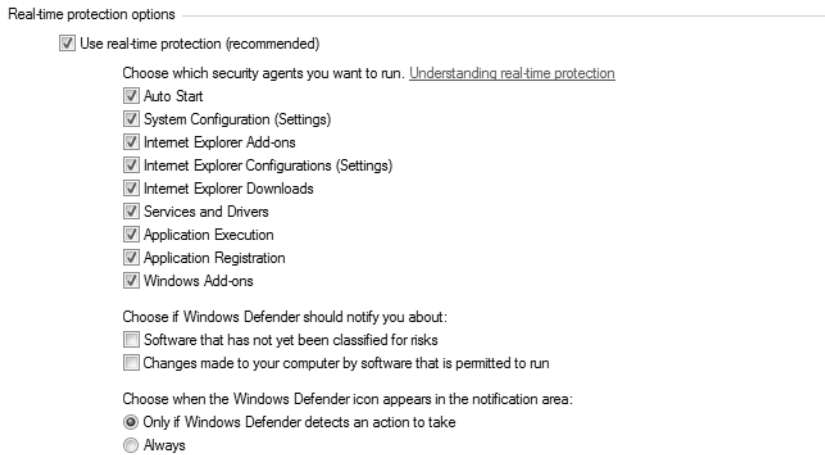 Real-time protection options
Use real-time protection (recommended)
Choose which security agents you want to run. Understanding real-time protection
Auto Start
System Configuration (Settings)
Internet Explorer Add-ons
Internet Explorer Configurations (Settings)
Internet Explorer Downloads
Services and Drivers
Application Execution
Application Registration
Windows Add-ons
Choose if Windows Defender should notify you about:
Software that has not yet been classified for risks
Changes made to your computer by software that is permitted to run
Choose when the Windows Defender icon appears in the notification area:
Only if Windows Defender detects an action to take
Always